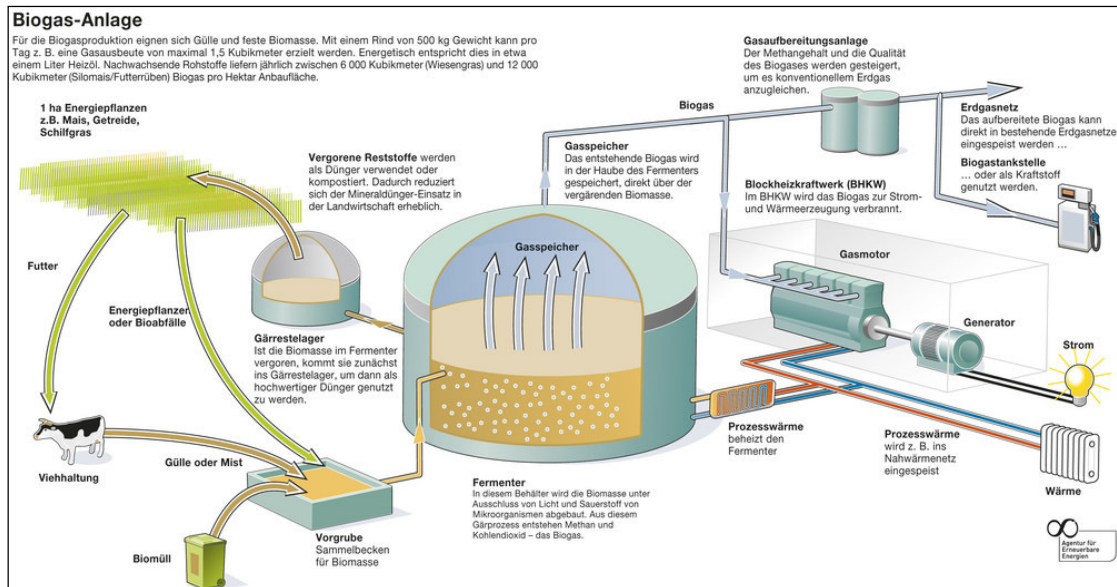 Biogas-Anlage
Für die Biogasproduktion eignen sich Gülle und feste Biomasse. Mit einem Rind von 500 kg Gewicht kann pro
Tag z. B. eine Gasausbeute von maximal 1,5 Kubikmeter erzielt werden. Energetisch entspricht dies in etwa
einem Liter Heizöl. Nachwachsende Rohstoffe liefern jährlich zwischen 6 000 Kubikmeter (Wiesengras) und 12 000
Kubikmeter (Silomais/Futterrüben) Biogas pro Hektar Anbaufläche.
1 ha Energiepflanzen
z.B. Mais, Getreide,
Schilfgras
Vergorene Reststoffe werden
als Dünger verwendet oder
kompostiert. Dadurch reduziert
sich der Mineraldünger-Einsatz in
der Landwirtschaft erheblich.
Gasspeicher
Das entstehende Biogas wird
in der Haube des Fermenters
gespeichert, direkt über der
vergärenden Biomasse.
Biogas
Gasaufbereitungsanlage
Der Methangehalt und die Qualität
des Biogases werden gesteigert,
um es konventionellem Erdgas
anzugleichen.
Erdgasnetz
Das aufbereitete Biogas kann
direkt in bestehende Erdgasnetze
eingespeist werden ...
Biogastankstelle
... oder als Kraftstoff
genutzt werden.
Blockheizkraftwerk (BHKW)
Im BHKW wird das Biogas zur Strom-
und Wärmeerzeugung verbrannt.
Gasspeicher
Gasmotor
Generator
Strom
Futter
Energiepflanzen
oder Bioabfälle
Gärrestelager
Ist die Biomasse im Fermenter
vergoren, kommt sie zunächst
ins Gärrestelager, um dann als
hochwertiger Dünger genutzt
zu werden.
Viehhaltung
Gülle oder Mist
Biomüll
Vorgrube
Sammelbecken
für Biomasse
Fermenter
In diesem Behälter wird die Biomasse unter
Ausschluss von Licht und Sauerstoff von
Mikroorganismen abgebaut. Aus diesem
Gärprozess entstehen Methan und
Kohlendioxid – das Biogas.
Prozesswärme
beheizt den
Fermenter
Prozesswärme
wird z. B. ins
Nahwärmenetz
eingespeist
Wärme
Agentur für
Erneuerbare
Energien